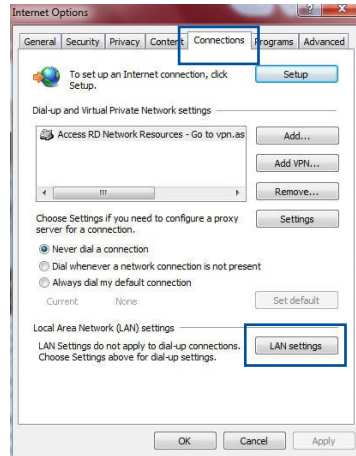 Internet Options
General Security Privacy Content Connections Programs Advanced
To set up an Internet connection, click
Setup.
Setup
Dial-up and Virtual Private Network settings
Access RD Network Resources - Go to vpn.as
Add...
Add VPN...
Remove...
Choose Settings if you need to configure a proxy
server for a connection.
Settings
Never dial a connection
Dial whenever a network connection is not present
Always dial my default connection
Current None
Set default
Local Area Network (LAN) settings
LAN Settings do not apply to dial-up connections.
Choose Settings above for dial-up settings.
LAN settings
OK Cancel Apply